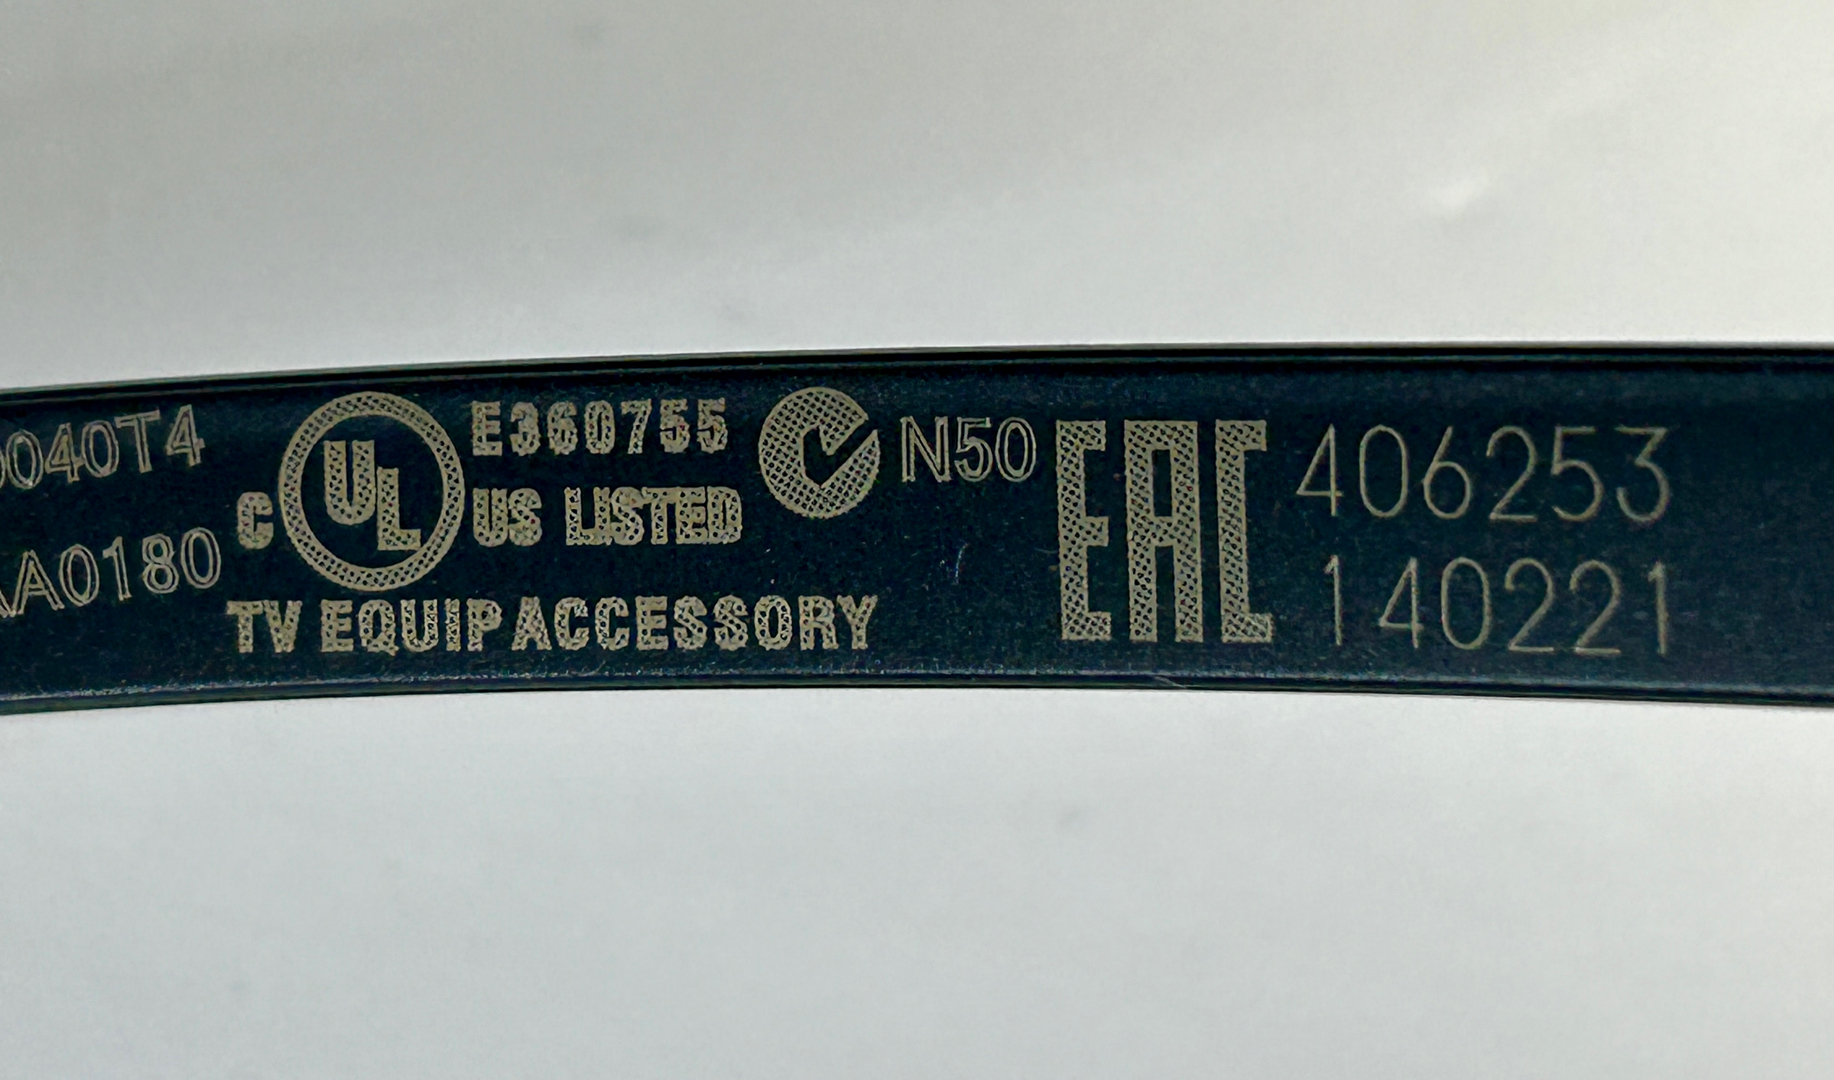 0040T4
AA0180
E360755
C UL US LISTED
TV EQUIP ACCESSORY
N50
EAC
406253
140221